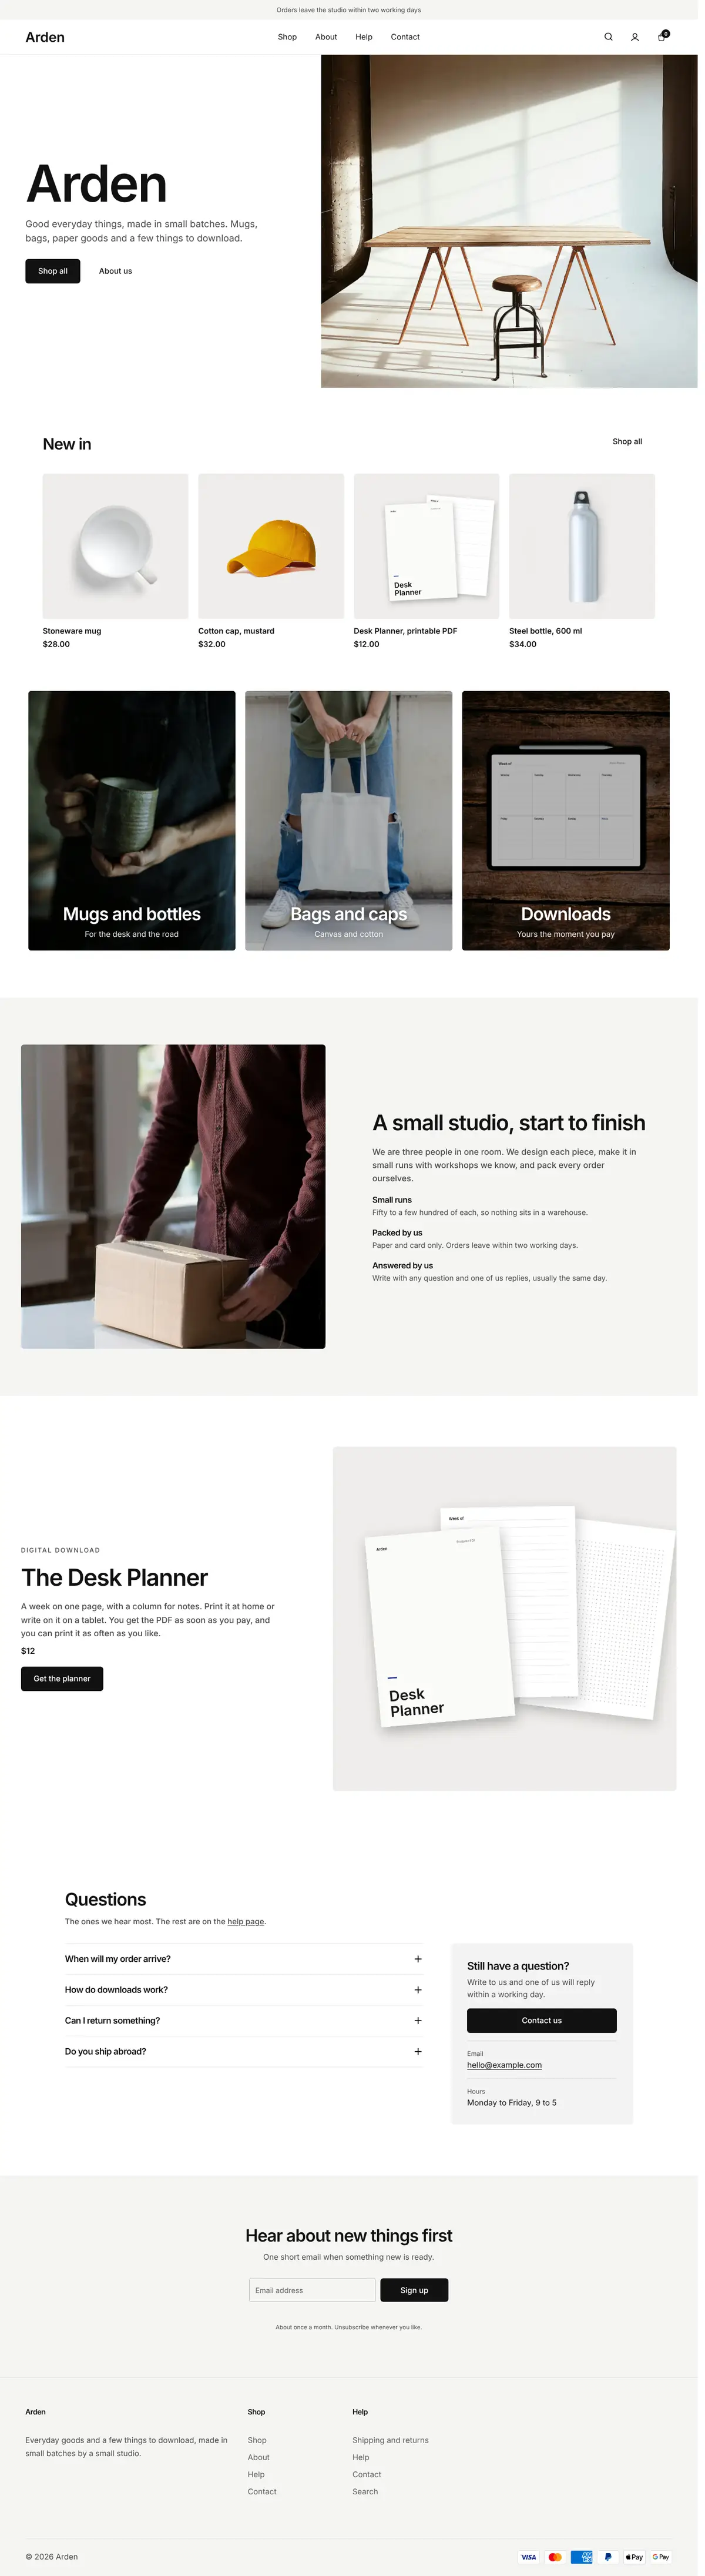 Orders leave the studio within two working days
Arden
Shop
About
Help
Contact
0
Arden
Good everyday things, made in small batches. Mugs,
bags, paper goods and a few things to download.
Shop all
About us
New in
Shop all
Desk
Planner
Stoneware mug
$28.00
Cotton cap, mustard
$32.00
Desk Planner, printable PDF
$12.00
Steel bottle, 600 ml
$34.00
Week of
Mugs and bottles
For the desk and the road
Bags and caps
Canvas and cotton
Downloads
Yours the moment you pay
A small studio, start to finish
We are three people in one room. We design each piece, make it in
small runs with workshops we know, and pack every order
ourselves.
Small runs
Fifty to a few hundred of each, so nothing sits in a warehouse.
Packed by us
Paper and card only. Orders leave within two working days.
Answered by us
Write with any question and one of us replies, usually the same day.
DIGITAL DOWNLOAD
The Desk Planner
A week on one page, with a column for notes. Print it at home or
write on it on a tablet. You get the PDF as soon as you pay, and
you can print it as often as you like.
$12
Get the planner
Week of
Arden
Desk
Planner
Questions
The ones we hear most. The rest are on the help page.
When will my order arrive?
How do downloads work?
Can I return something?
Do you ship abroad?
Still have a question?
Write to us and one of us will reply
within a working day.
Contact us
Email
hello@example.com
Hours
Monday to Friday, 9 to 5
Hear about new things first
One short email when something new is ready.
Email address
Sign up
About once a month. Unsubscribe whenever you like.
Arden
Everyday goods and a few things to download, made in
small batches by a small studio.
Shop
Shop
About
Help
Contact
Help
Shipping and returns
Help
Contact
Search
© 2026 Arden
VISA
AMEX
Pay
G Pay